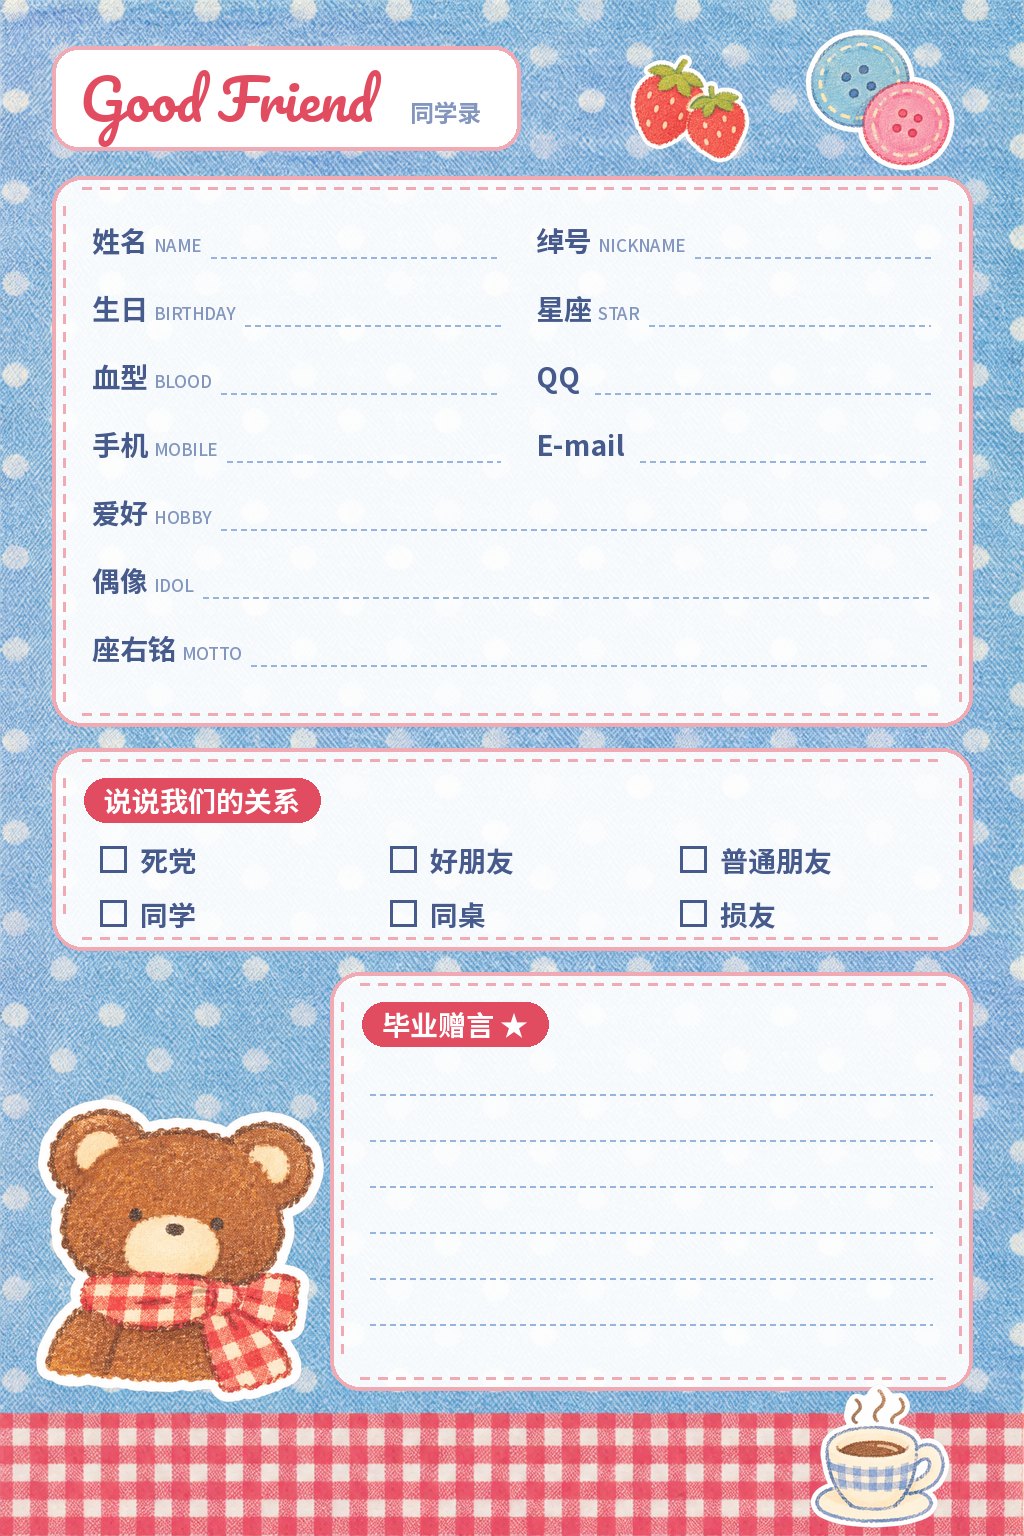 Good Friend 同学录
姓名 NAME 绰号 NICKNAME
生日 BIRTHDAY 星座 STAR
血型 BLOOD QQ
手机 MOBILE E-mail
爱好 HOBBY
偶像 IDOL
座右铭 MOTTO
说说我们的关系
□ 死党 □ 好朋友 □ 普通朋友
□ 同学 □ 同桌 □ 损友
毕业赠言 ★